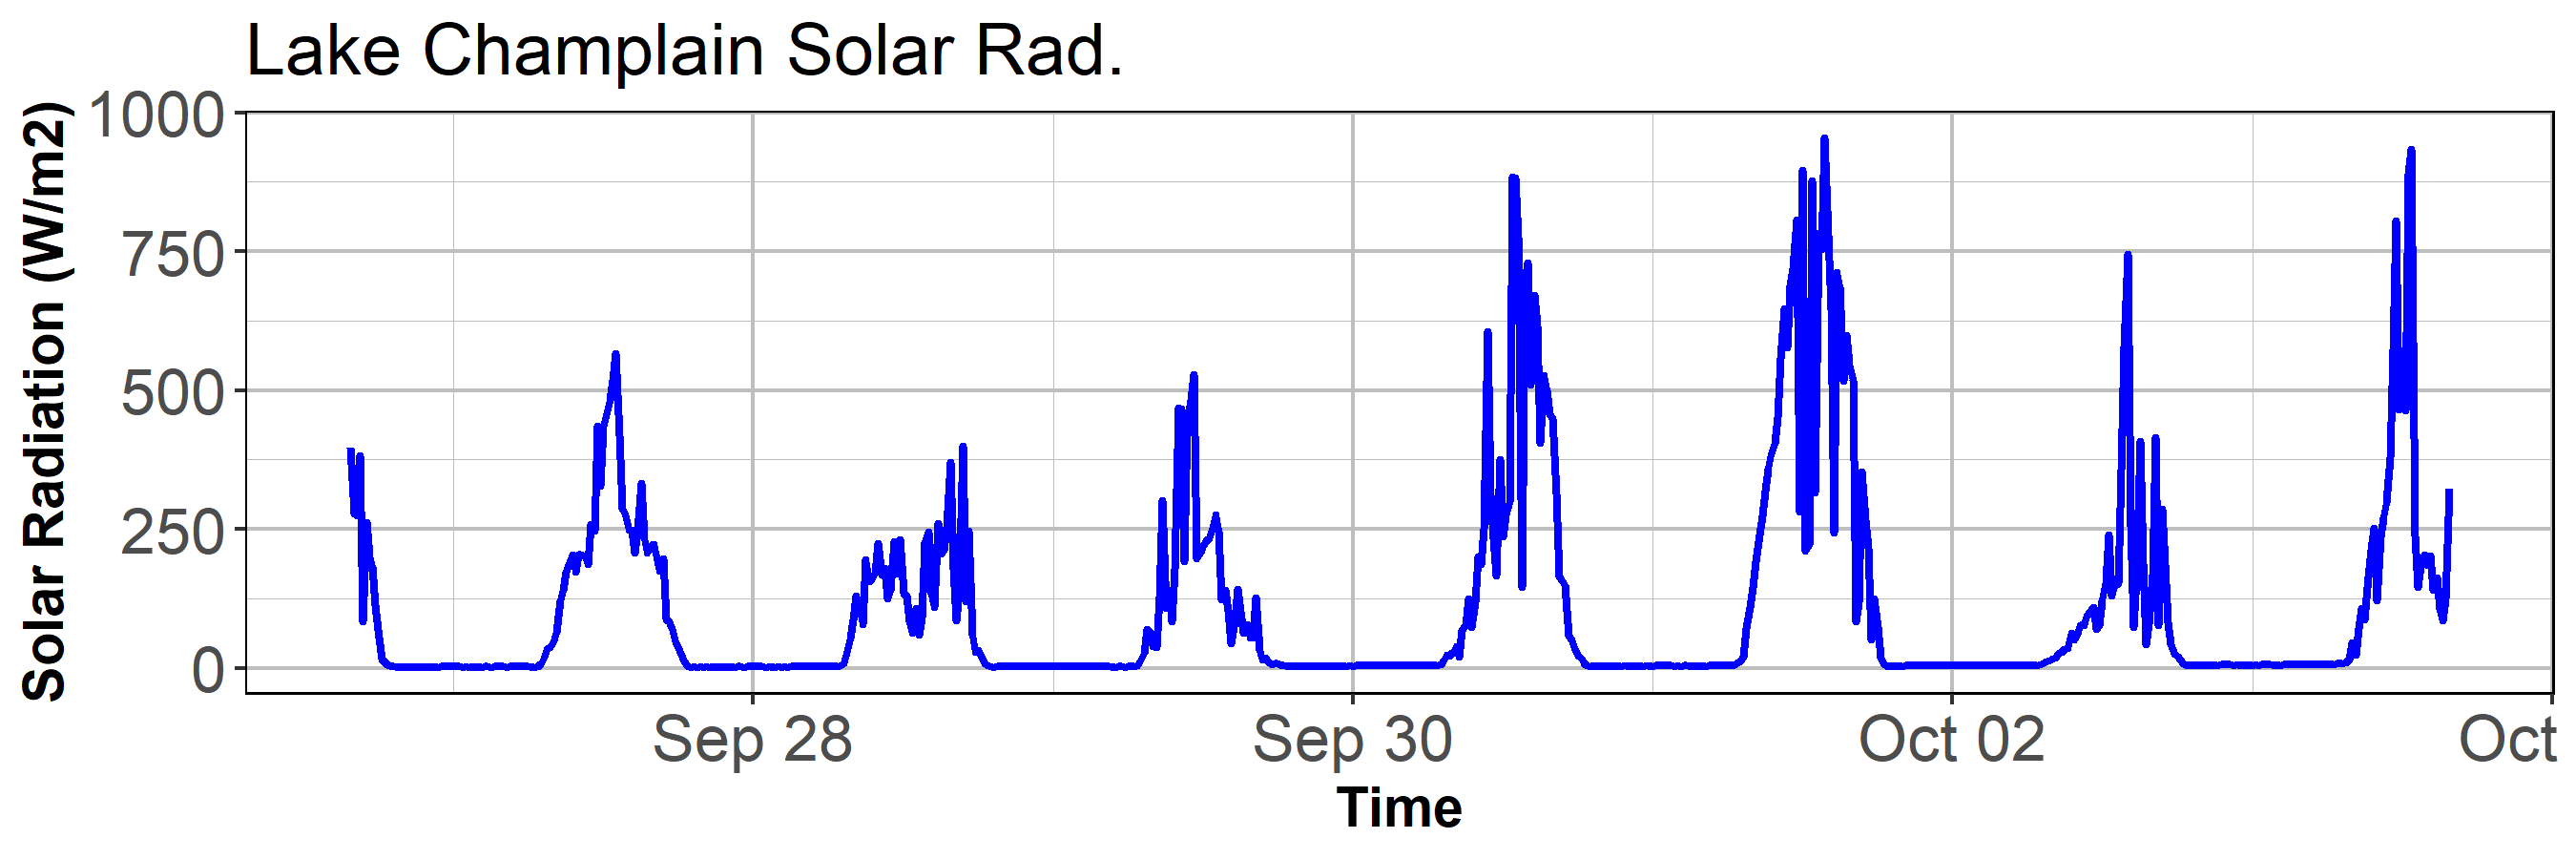 Lake Champlain Solar Rad.
Solar Radiation (W/m2)
1000
750
500
250
0
Sep 28
Sep 30
Oct 02
Oct
Time